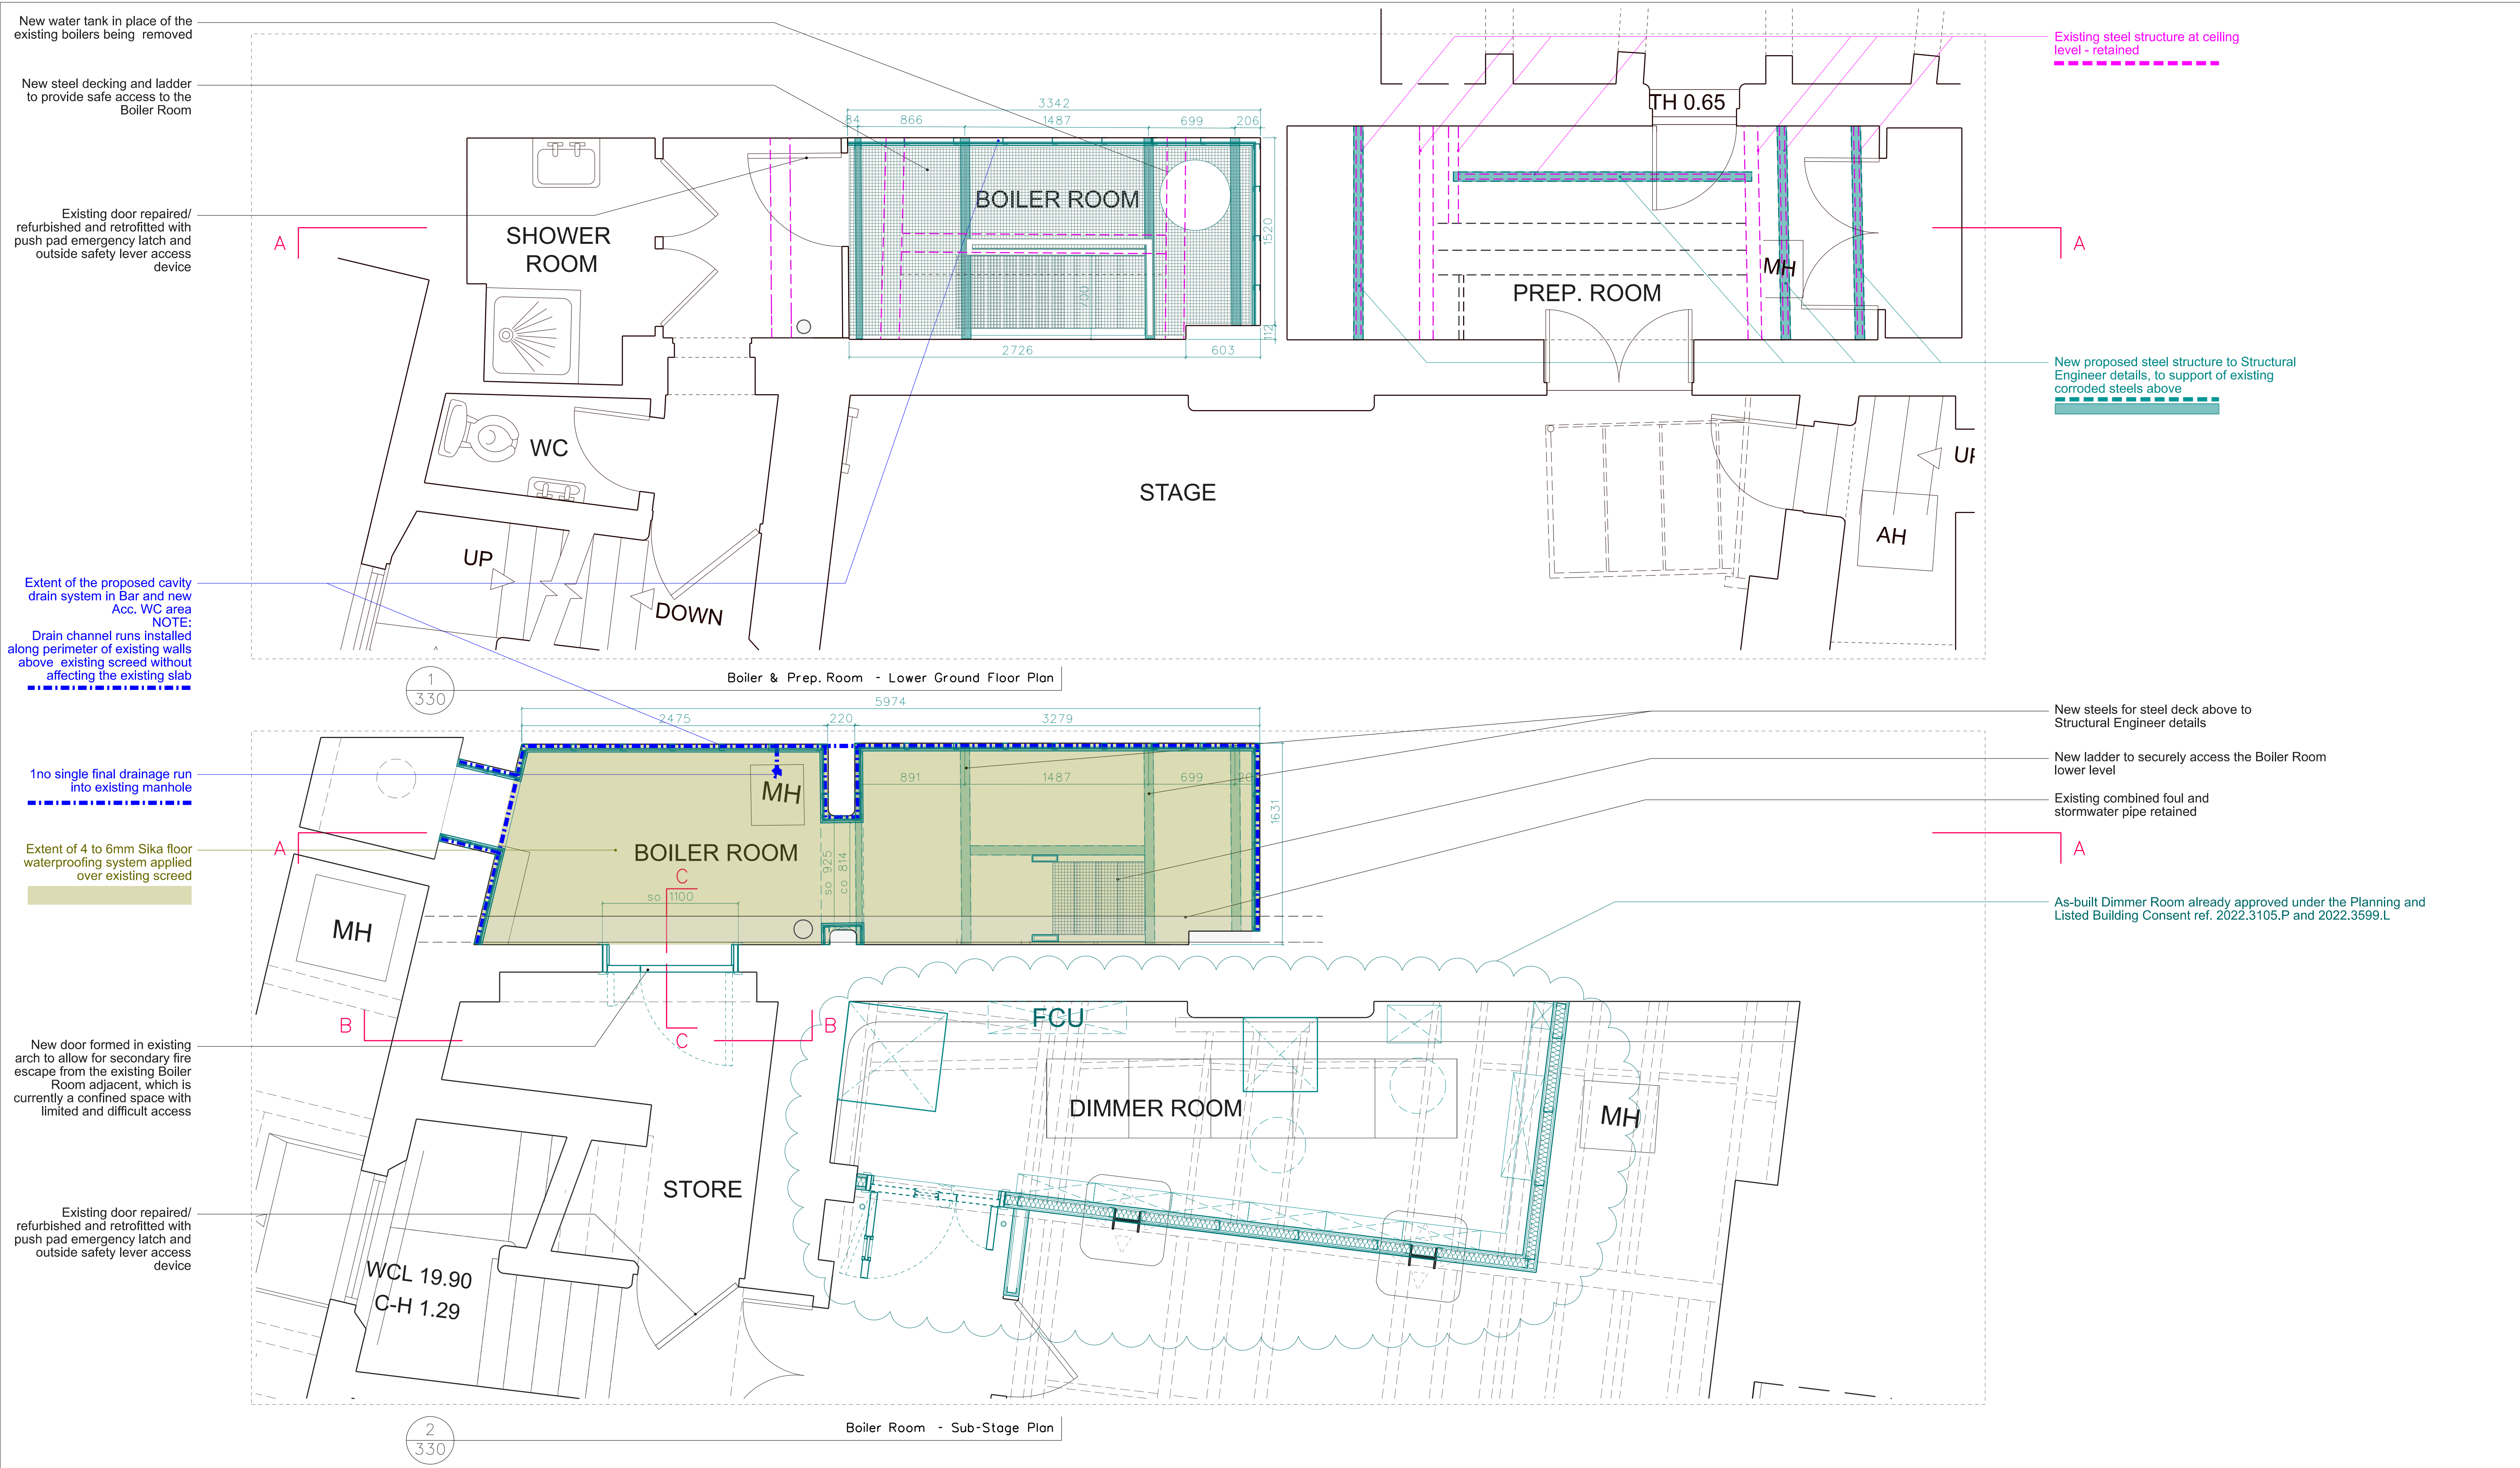 New water tank in place of the
existing boilers being removed
New steel decking and ladder
to provide safe access to the
Boiler Room
Existing door repaired/
refurbished and retrofitted with
push pad emergency latch and
outside safety lever access
device
Extent of the proposed cavity
drain system in Bar and new
Acc. WC area
NOTE:
Drain channel runs installed
along perimeter of existing walls
above existing screed without
affecting the existing slab
Existing steel structure at ceiling
level - retained
New proposed steel structure to Structural
Engineer details, to support of existing
corroded steels above
3342
84
866
1487
699
206
TH 0.65
BOILER ROOM
SHOWER
ROOM
1520
A
A
700
MH
PREP. ROOM
112
2726
603
WC
STAGE
UP
AH
UP
DOWN
1
330
Boiler & Prep. Room - Lower Ground Floor Plan
1no single final drainage run
into existing manhole
Extent of 4 to 6mm Sika floor
waterproofing system applied
over existing screed
New door formed in existing
arch to allow for secondary fire
escape from the existing Boiler
Room adjacent, which is
currently a confined space with
limited and difficult access
Existing door repaired/
refurbished and retrofitted with
push pad emergency latch and
outside safety lever access
device
New steels for steel deck above to
Structural Engineer details
New ladder to securely access the Boiler Room
lower level
Existing combined foul and
stormwater pipe retained
As-built Dimmer Room already approved under the Planning and
Listed Building Consent ref. 2022.3105.P and 2022.3599.L
5974
2475
220
3279
891
1487
699
20
MH
1631
A
A
BOILER ROOM
so 925
co 814
C
so 1100
MH
B
B
C
FCU
DIMMER ROOM
MH
STORE
WCL 19.90
C-H 1.29
2
330
Boiler Room - Sub-Stage Plan